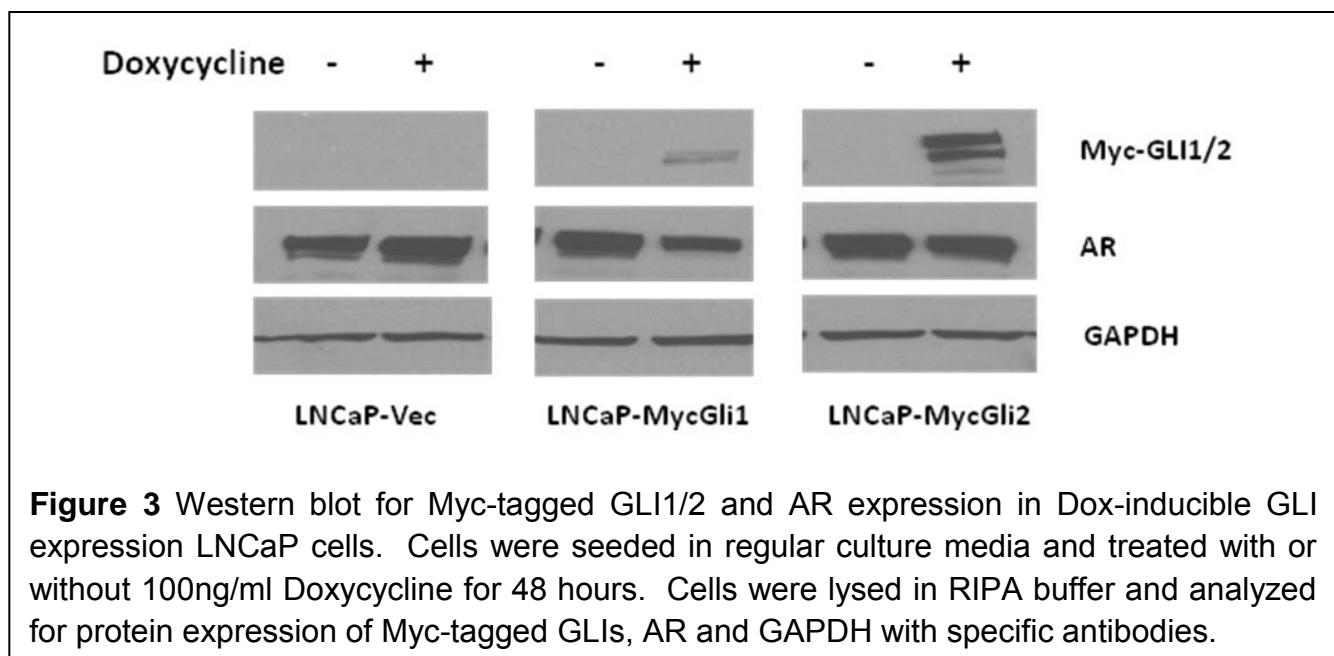 Doxycycline - + - + - +
Myc-GLI1/2
AR
GAPDH
LNCaP-Vec LNCaP-MycGli1 LNCaP-MycGli2
Figure 3 Western blot for Myc-tagged GLI1/2 and AR expression in Dox-inducible GLI
expression LNCaP cells. Cells were seeded in regular culture media and treated with or
without 100ng/ml Doxycycline for 48 hours. Cells were lysed in RIPA buffer and analyzed
for protein expression of Myc-tagged GLIs, AR and GAPDH with specific antibodies.